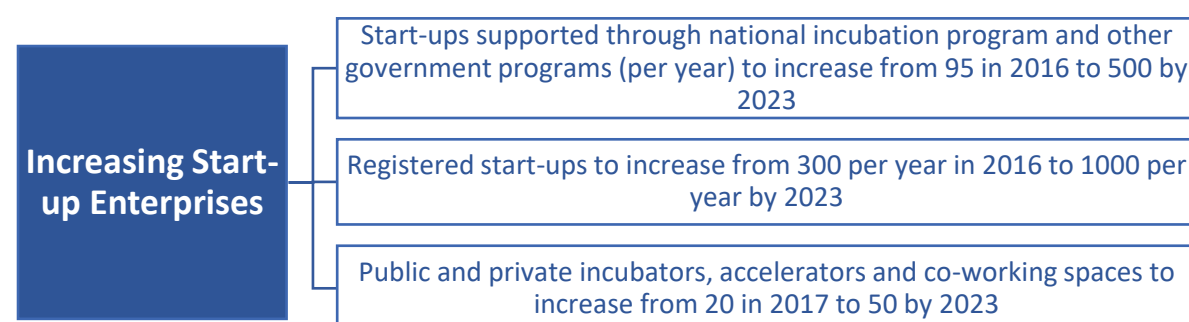 Increasing Start-
up Enterprises
Start-ups supported through national incubation program and other
government programs (per year) to increase from 95 in 2016 to 500 by
2023
Registered start-ups to increase from 300 per year in 2016 to 1000 per
year by 2023
Public and private incubators, accelerators and co-working spaces to
increase from 20 in 2017 to 50 by 2023